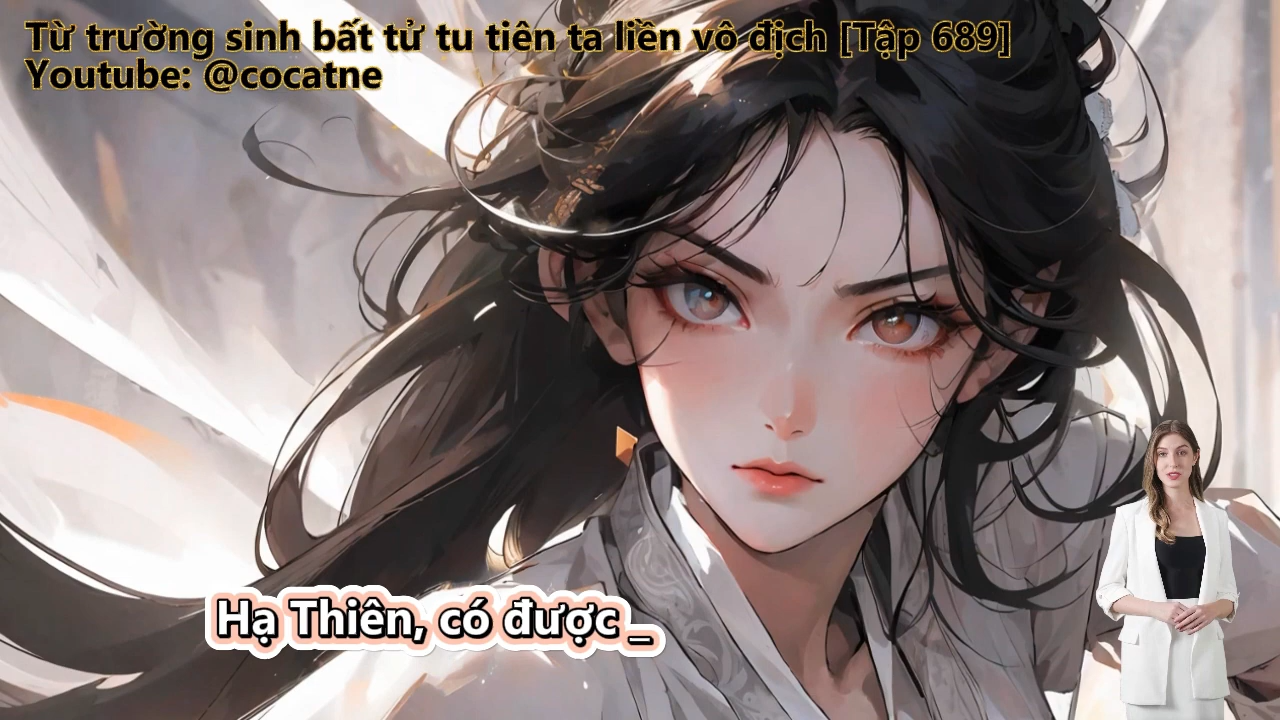 Từ trường sinh bất tử tu tiên ta liền vô địch [Tập 689]
Youtube: @cocatne
Hạ Thiên, có được _